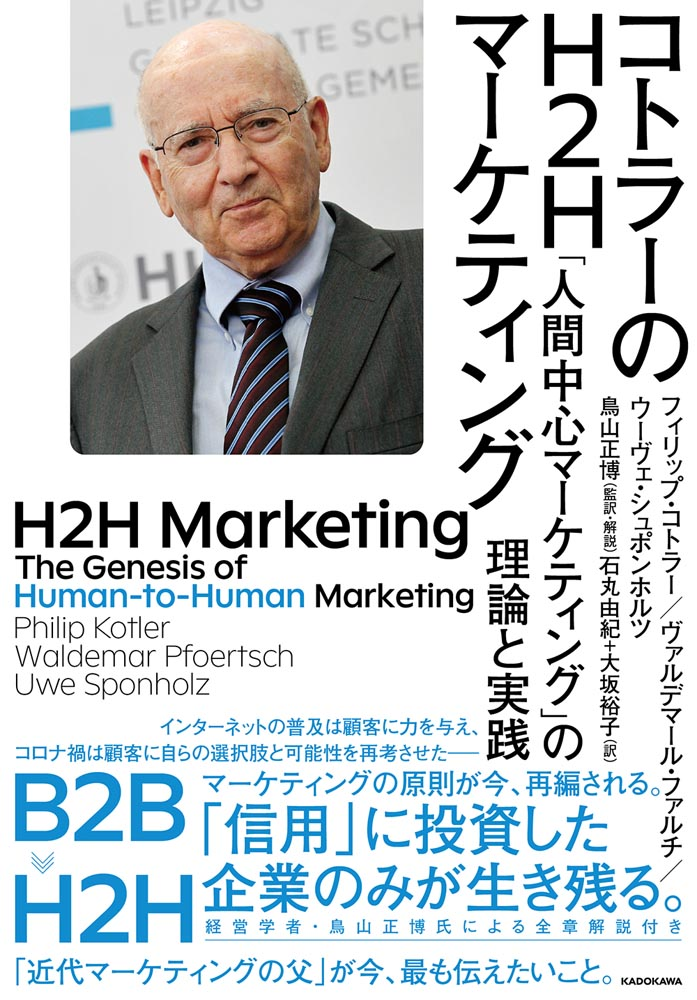 LEIPZIG
コトラーの
H2H
マーケティング
「人間中心マーケティング」の
理論と実践
フィリップ・コトラー／ヴァルデマール・ファルチ／
ウーヴェ・シュポンホルツ
鳥山正博(監訳・解説) 石丸由紀+大坂裕子(訳)
H2H Marketing
The Genesis of
Human-to-Human Marketing
Philip Kotler
Waldemar Pfoertsch
Uwe Sponholz
インターネットの普及は顧客に力を与え、
コロナ禍は顧客に自らの選択肢と可能性を再考させた──
B2B
H2H
マーケティングの原則が今、再編される。
「信用」に投資した
企業のみが生き残る。
経営学者・鳥山正博氏による全章解説付き
「近代マーケティングの父」が今、最も伝えたいこと。
KADOKAWA